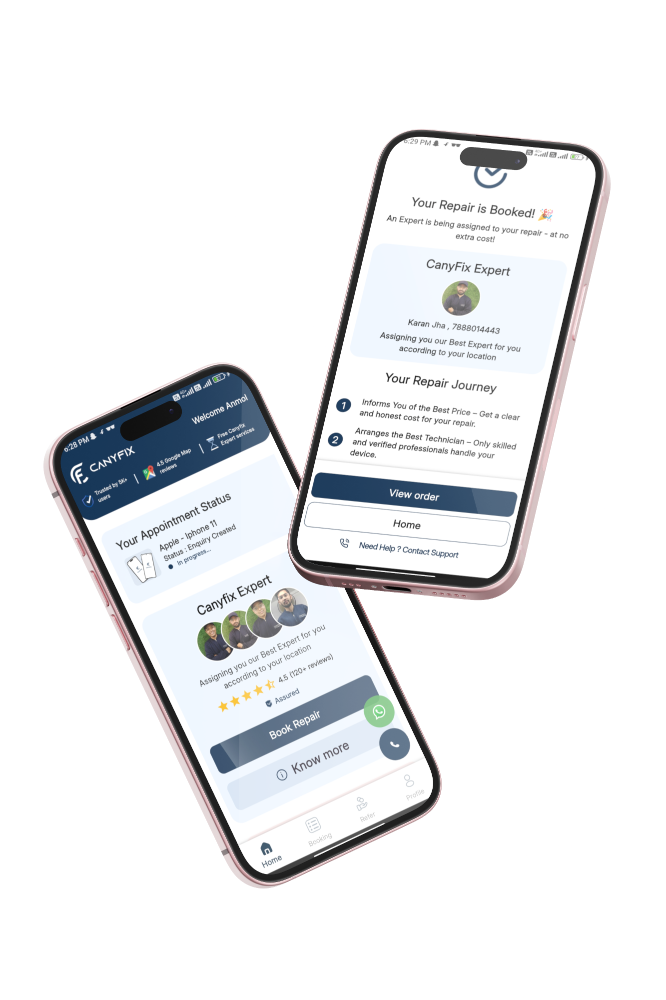 6:29 PM
Your Repair is Booked! 🎉
An Expert is being assigned to your repair - at no
extra cost!
CanyFix Expert
Karan Jha , 7888014443
Assigning you our Best Expert for you
according to your location
Your Repair Journey
1 Informs You of the Best Price – Get a clear
and honest cost for your repair.
2 Arranges the Best Technician – Only skilled
and verified professionals handle your
device.
View order
Home
Need Help ? Contact Support
6:28 PM
Welcome Anmol
CANYFIX
Trusted by 5K+
users
4.5 Google Map
reviews
Free Canyfix
Expert services
Your Appointment Status
Apple - Iphone 11
Status : Enquiry Created
In progress...
Canyfix Expert
Assigning you our Best Expert for you
according to your location
4.5 (120+ reviews)
Assured
Book Repair
Know more
Home
Booking
Refer
Profile